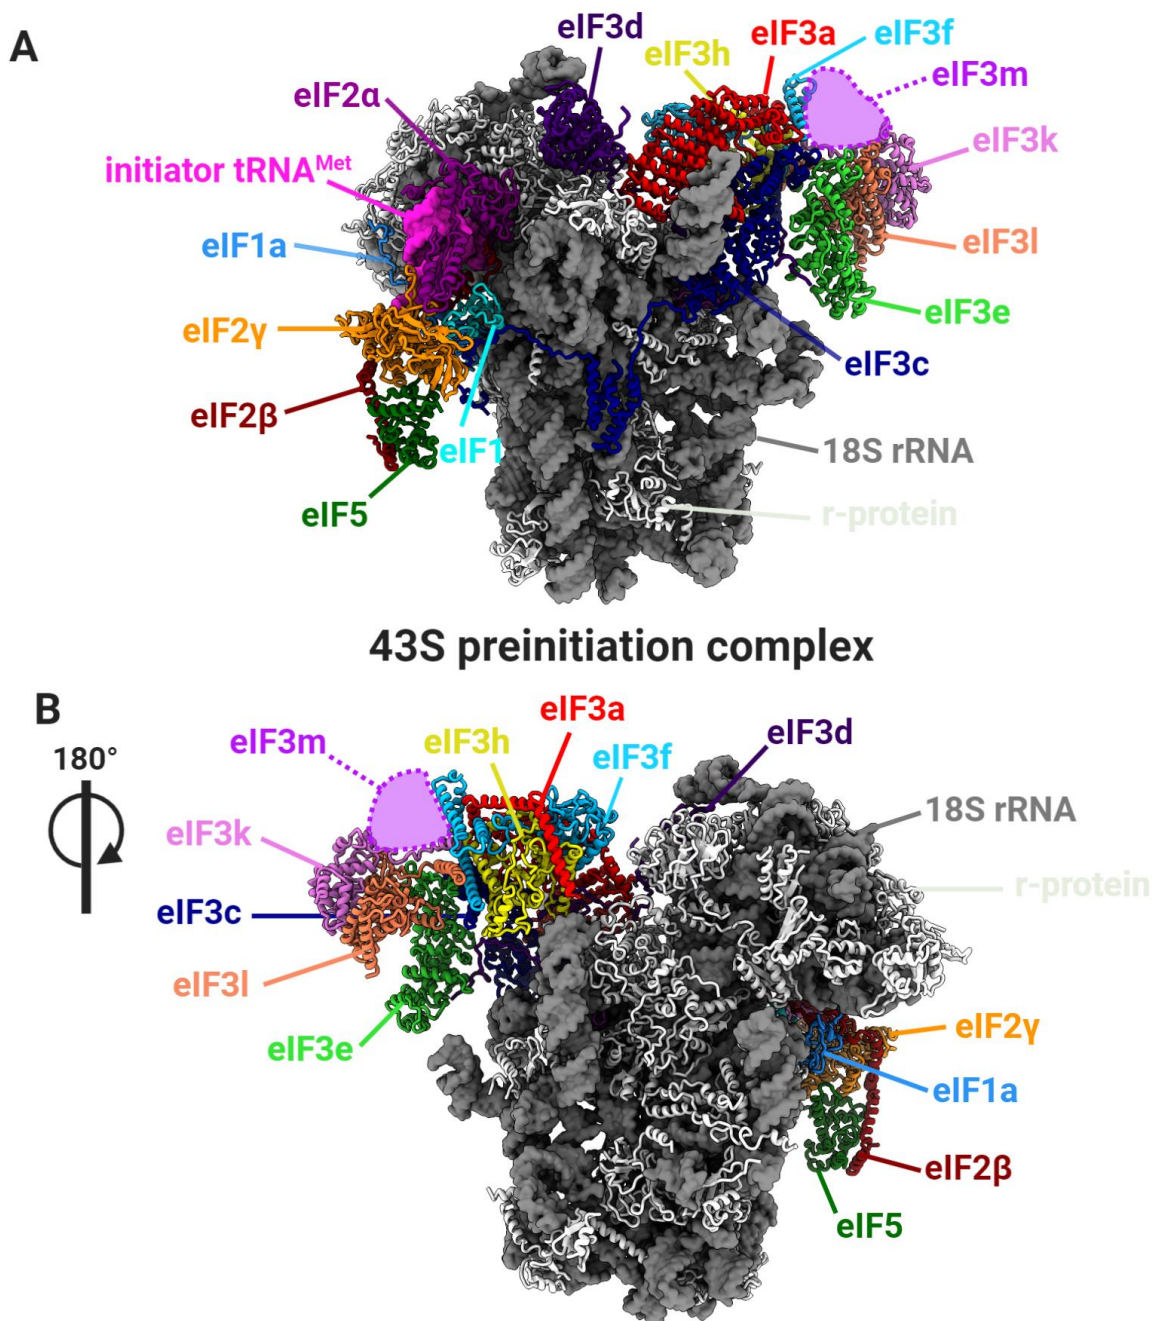 A
eIF3d
eIF3h
eIF3a
eIF3f
eIF3m
eIF2α
eIF3k
initiator tRNAMet
eIF1a
eIF3l
eIF2γ
eIF3e
eIF3c
eIF2β
eIF1
18S rRNA
eIF5
r-protein
43S preinitiation complex
B
180°
eIF3m
eIF3h
eIF3a
eIF3f
eIF3d
18S rRNA
eIF3k
r-protein
eIF3c
eIF3l
eIF3e
eIF2γ
eIF1a
eIF2β
eIF5